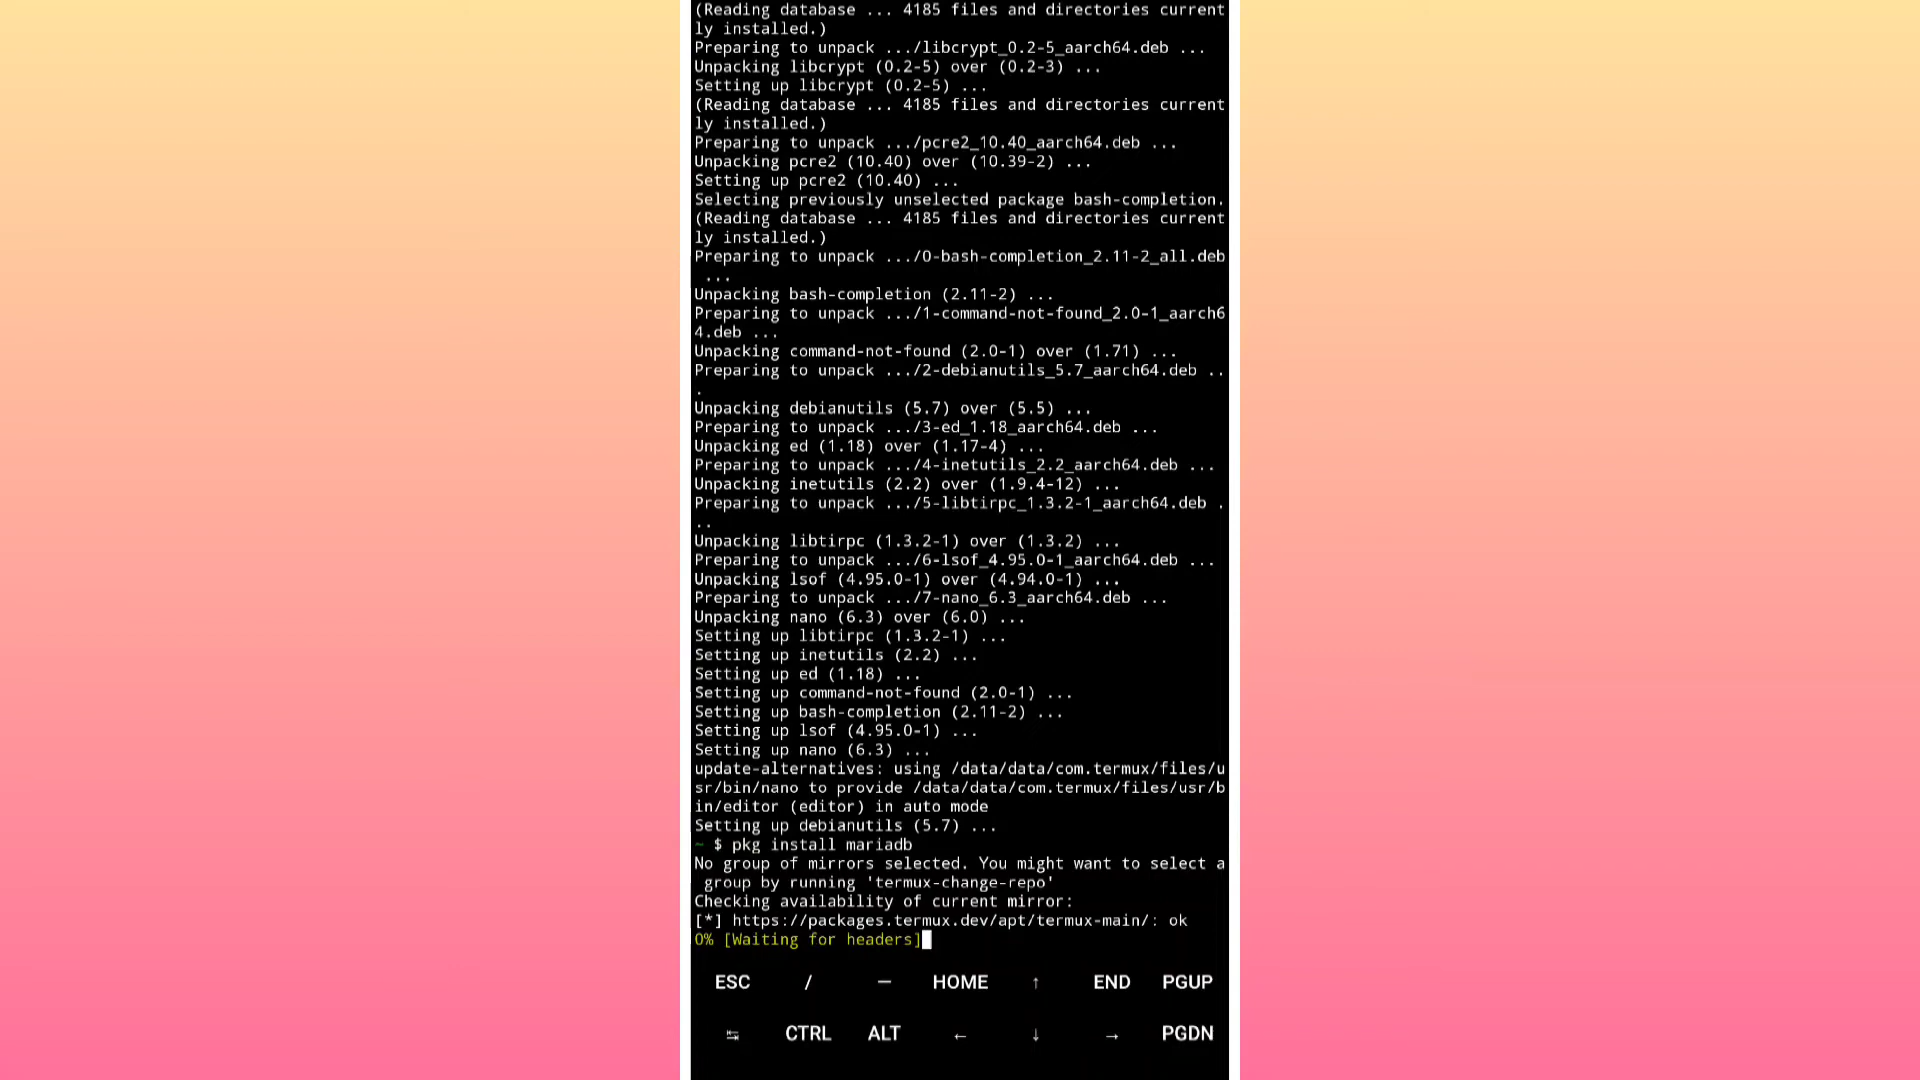 (Reading database ... 4185 files and directories current
ly installed.)
Preparing to unpack .../libcrypt_0.2-5_aarch64.deb ...
Unpacking libcrypt (0.2-5) over (0.2-3) ...
Setting up libcrypt (0.2-5) ...
(Reading database ... 4185 files and directories current
ly installed.)
Preparing to unpack .../pcre2_10.40_aarch64.deb ...
Unpacking pcre2 (10.40) over (10.39-2) ...
Setting up pcre2 (10.40) ...
Selecting previously unselected package bash-completion.
(Reading database ... 4185 files and directories current
ly installed.)
Preparing to unpack .../0-bash-completion_2.11-2_all.deb
 ...
Unpacking bash-completion (2.11-2) ...
Preparing to unpack .../1-command-not-found_2.0-1_aarch6
4.deb ...
Unpacking command-not-found (2.0-1) over (1.71) ...
Preparing to unpack .../2-debianutils_5.7_aarch64.deb ..
.
Unpacking debianutils (5.7) over (5.5) ...
Preparing to unpack .../3-ed_1.18_aarch64.deb ...
Unpacking ed (1.18) over (1.17-4) ...
Preparing to unpack .../4-inetutils_2.2_aarch64.deb ...
Unpacking inetutils (2.2) over (1.9.4-12) ...
Preparing to unpack .../5-libtirpc_1.3.2-1_aarch64.deb .
..
Unpacking libtirpc (1.3.2-1) over (1.3.2) ...
Preparing to unpack .../6-lsof_4.95.0-1_aarch64.deb ...
Unpacking lsof (4.95.0-1) over (4.94.0-1) ...
Preparing to unpack .../7-nano_6.3_aarch64.deb ...
Unpacking nano (6.3) over (6.0) ...
Setting up libtirpc (1.3.2-1) ...
Setting up inetutils (2.2) ...
Setting up ed (1.18) ...
Setting up command-not-found (2.0-1) ...
Setting up bash-completion (2.11-2) ...
Setting up lsof (4.95.0-1) ...
Setting up nano (6.3) ...
update-alternatives: using /data/data/com.termux/files/u
sr/bin/nano to provide /data/data/com.termux/files/usr/b
in/editor (editor) in auto mode
Setting up debianutils (5.7) ...
~ $ pkg install mariadb
No group of mirrors selected. You might want to select a
 group by running 'termux-change-repo'
Checking availability of current mirror:
[*] https://packages.termux.dev/apt/termux-main/: ok
0% [Waiting for headers]
ESC / — HOME ↑ END PGUP
↹ CTRL ALT ← ↓ → PGDN